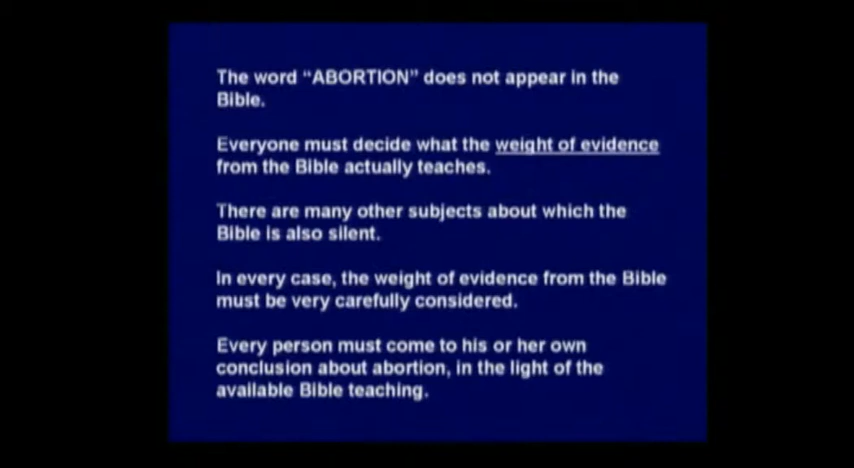 The word “ABORTION” does not appear in the
Bible.
Everyone must decide what the weight of evidence
from the Bible actually teaches.
There are many other subjects about which the
Bible is also silent.
In every case, the weight of evidence from the Bible
must be very carefully considered.
Every person must come to his or her own
conclusion about abortion, in the light of the
available Bible teaching.